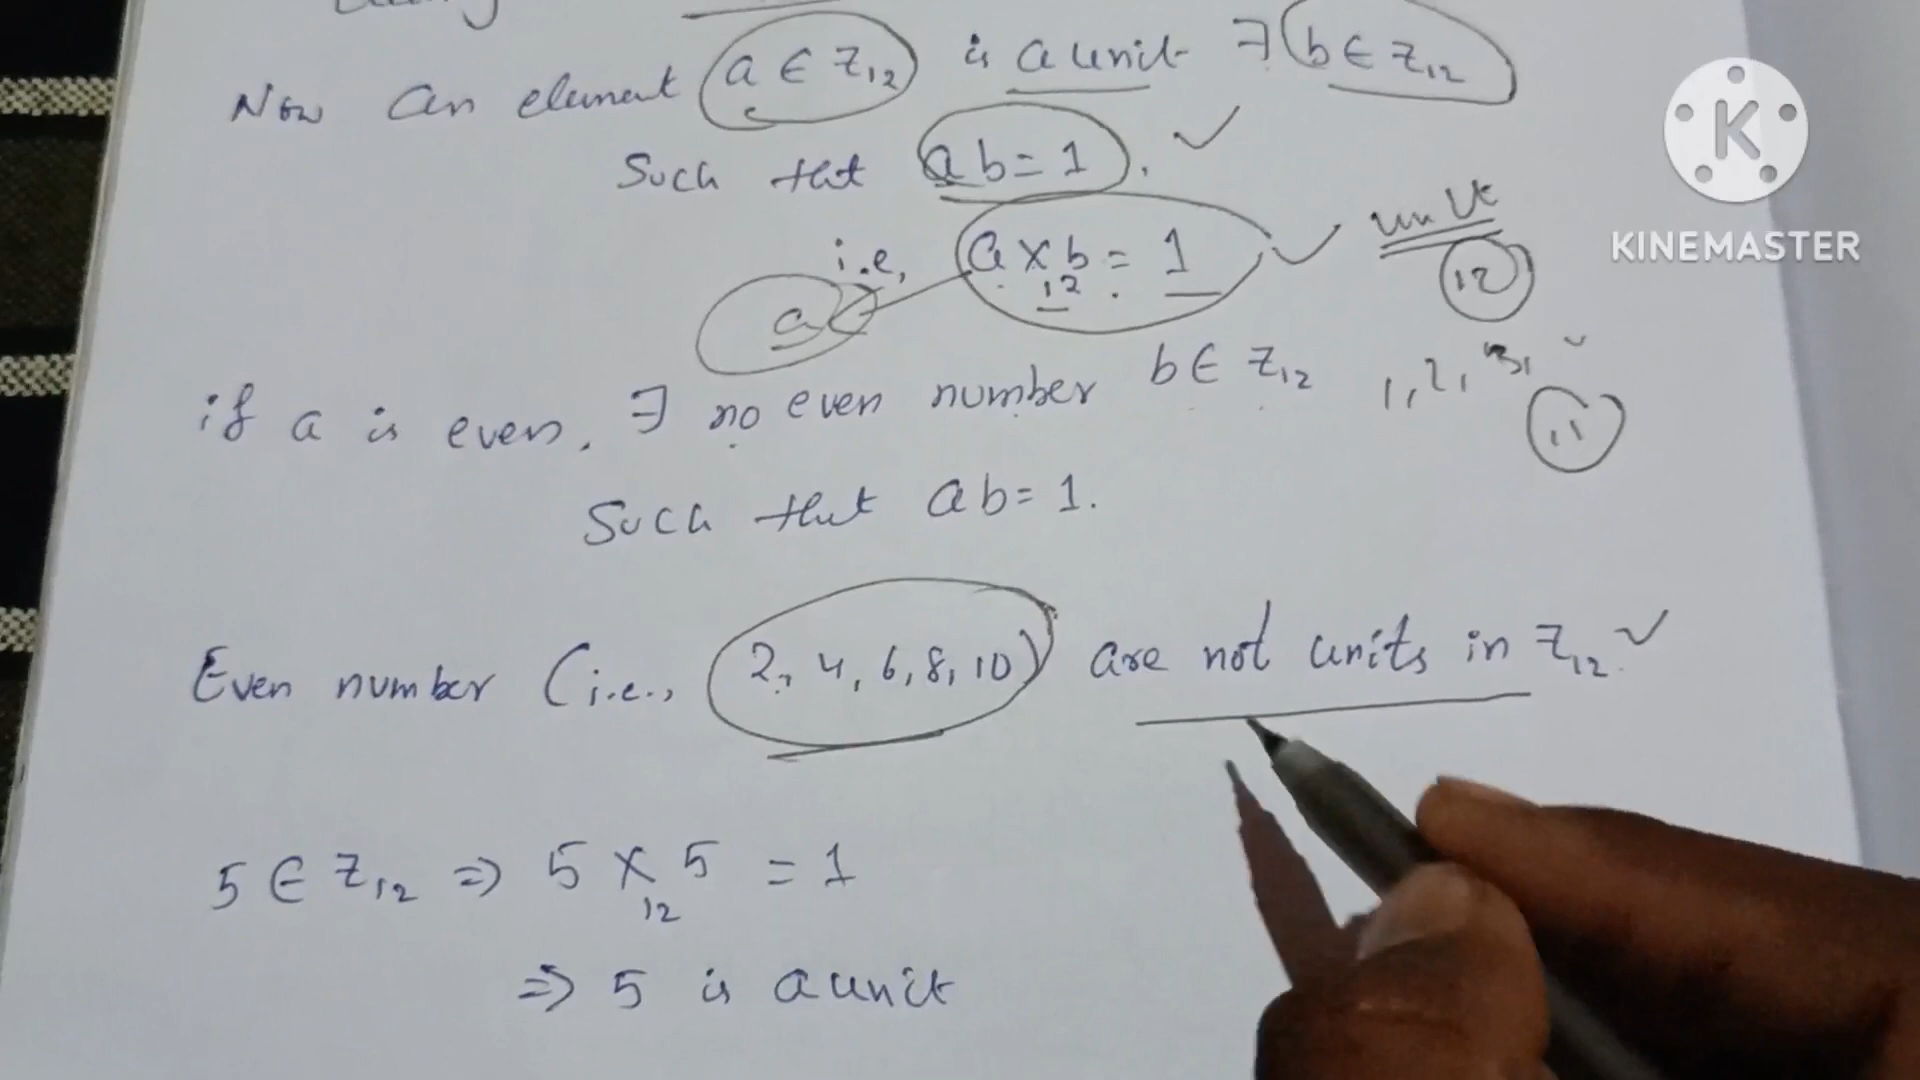 Now an element a ∈ Z₁₂ is a unit ∃ b ∈ Z₁₂
Such that ab = 1.
i.e, a ×₁₂ b = 1
unit
12
a
if a is even. ∃ no even number b ∈ Z₁₂
1, 2, 3,
11
Such that ab = 1.
Even number (i.e., 2, 4, 6, 8, 10) are not units in Z₁₂
5 ∈ Z₁₂ ⇒ 5 ×₁₂ 5 = 1
⇒ 5 is a unit
K
KINEMASTER